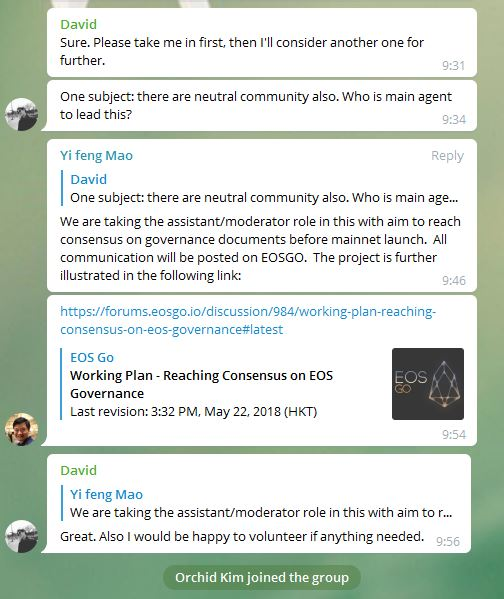 David
Sure. Please take me in first, then I'll consider another one for
further.
9:31
One subject: there are neutral community also. Who is main agent
to lead this?
9:34
Yi feng Mao
Reply
David
One subject: there are neutral community also. Who is main age...
We are taking the assistant/moderator role in this with aim to reach
consensus on governance documents before mainnet launch. All
communication will be posted on EOSGO. The project is further
illustrated in the following link:
9:46
https://forums.eosgo.io/discussion/984/working-plan-reaching-
consensus-on-eos-governance#latest
EOS Go
Working Plan - Reaching Consensus on EOS
Governance
Last revision: 3:32 PM, May 22, 2018 (HKT)
EOS
GO
9:54
David
Yi feng Mao
We are taking the assistant/moderator role in this with aim to r...
Great. Also I would be happy to volunteer if anything needed.
9:56
Orchid Kim joined the group